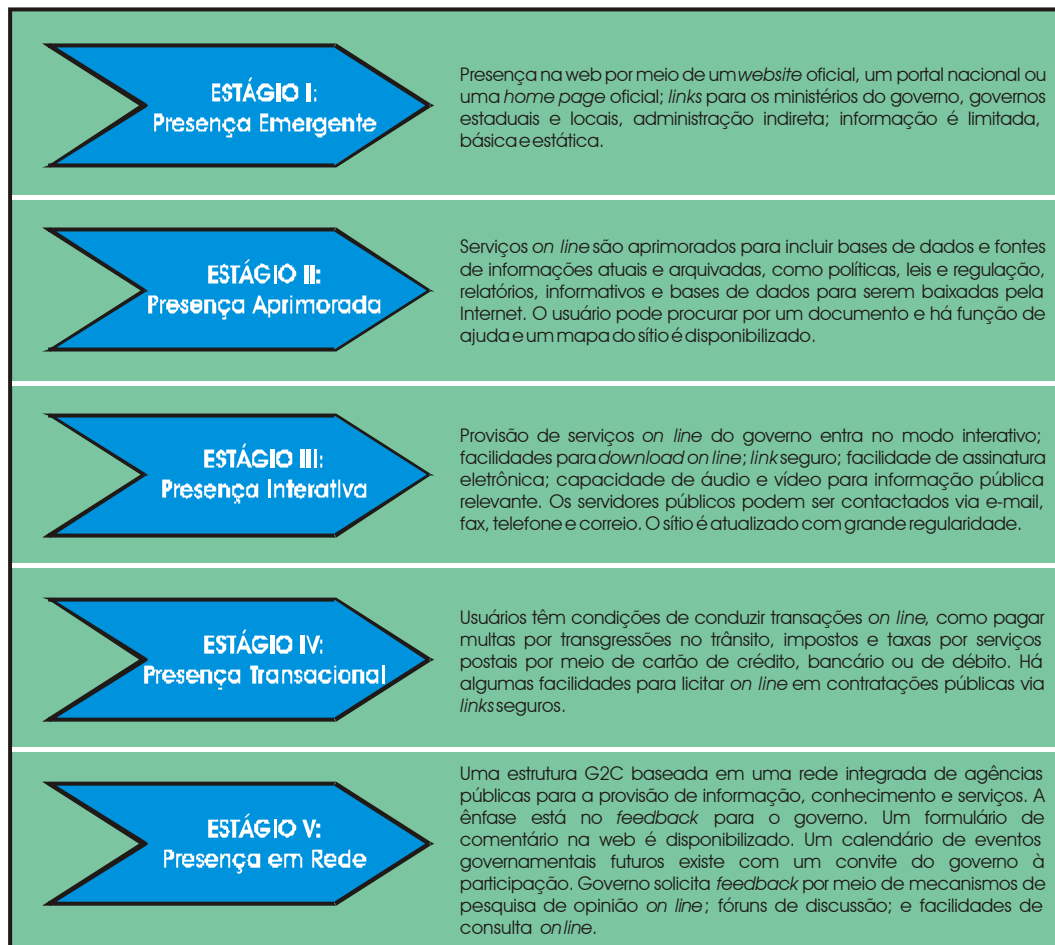 ESTÁGIO I:
Presença Emergente
Presença na web por meio de um website oficial, um portal nacional ou
uma home page oficial; links para os ministérios do governo, governos
estaduais e locais, administração indireta; informação é limitada,
básica e estática.
ESTÁGIO II:
Presença Aprimorada
Serviços on line são aprimorados para incluir bases de dados e fontes
de informações atuais e arquivadas, como políticas, leis e regulação,
relatórios, informativos e bases de dados para serem baixadas pela
Internet. O usuário pode procurar por um documento e há função de
ajuda e um mapa do sítio é disponibilizado.
ESTÁGIO III:
Presença Interativa
Provisão de serviços on line do governo entra no modo interativo;
facilidades para download on line; link seguro; facilidade de assinatura
eletrônica; capacidade de áudio e vídeo para informação pública
relevante. Os servidores públicos podem ser contactados via e-mail,
fax, telefone e correio. O sítio é atualizado com grande regularidade.
ESTÁGIO IV:
Presença Transacional
Usuários têm condições de conduzir transações on line, como pagar
multas por transgressões no trânsito, impostos e taxas por serviços
postais por meio de cartão de crédito, bancário ou de débito. Há
algumas facilidades para licitar on line em contratações públicas via
links seguros.
ESTÁGIO V:
Presença em Rede
Uma estrutura G2C baseada em uma rede integrada de agências
públicas para a provisão de informação, conhecimento e serviços. A
ênfase está no feedback para o governo. Um formulário de
comentário na web é disponibilizado. Um calendário de eventos
governamentais futuros existe com um convite do governo à
participação. Governo solicita feedback por meio de mecanismos de
pesquisa de opinião on line; fóruns de discussão; e facilidades de
consulta on line.